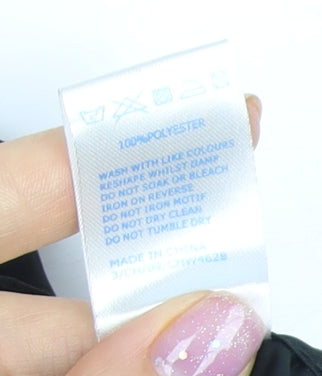 100%POLYESTER
WASH WITH LIKE COLOURS
RESHAPE WHILST DAMP
DO NOT SOAK OR BLEACH
IRON ON REVERSE
DO NOT IRON MOTIF
DO NOT DRY CLEAN
DO NOT TUMBLE DRY
MADE IN CHINA